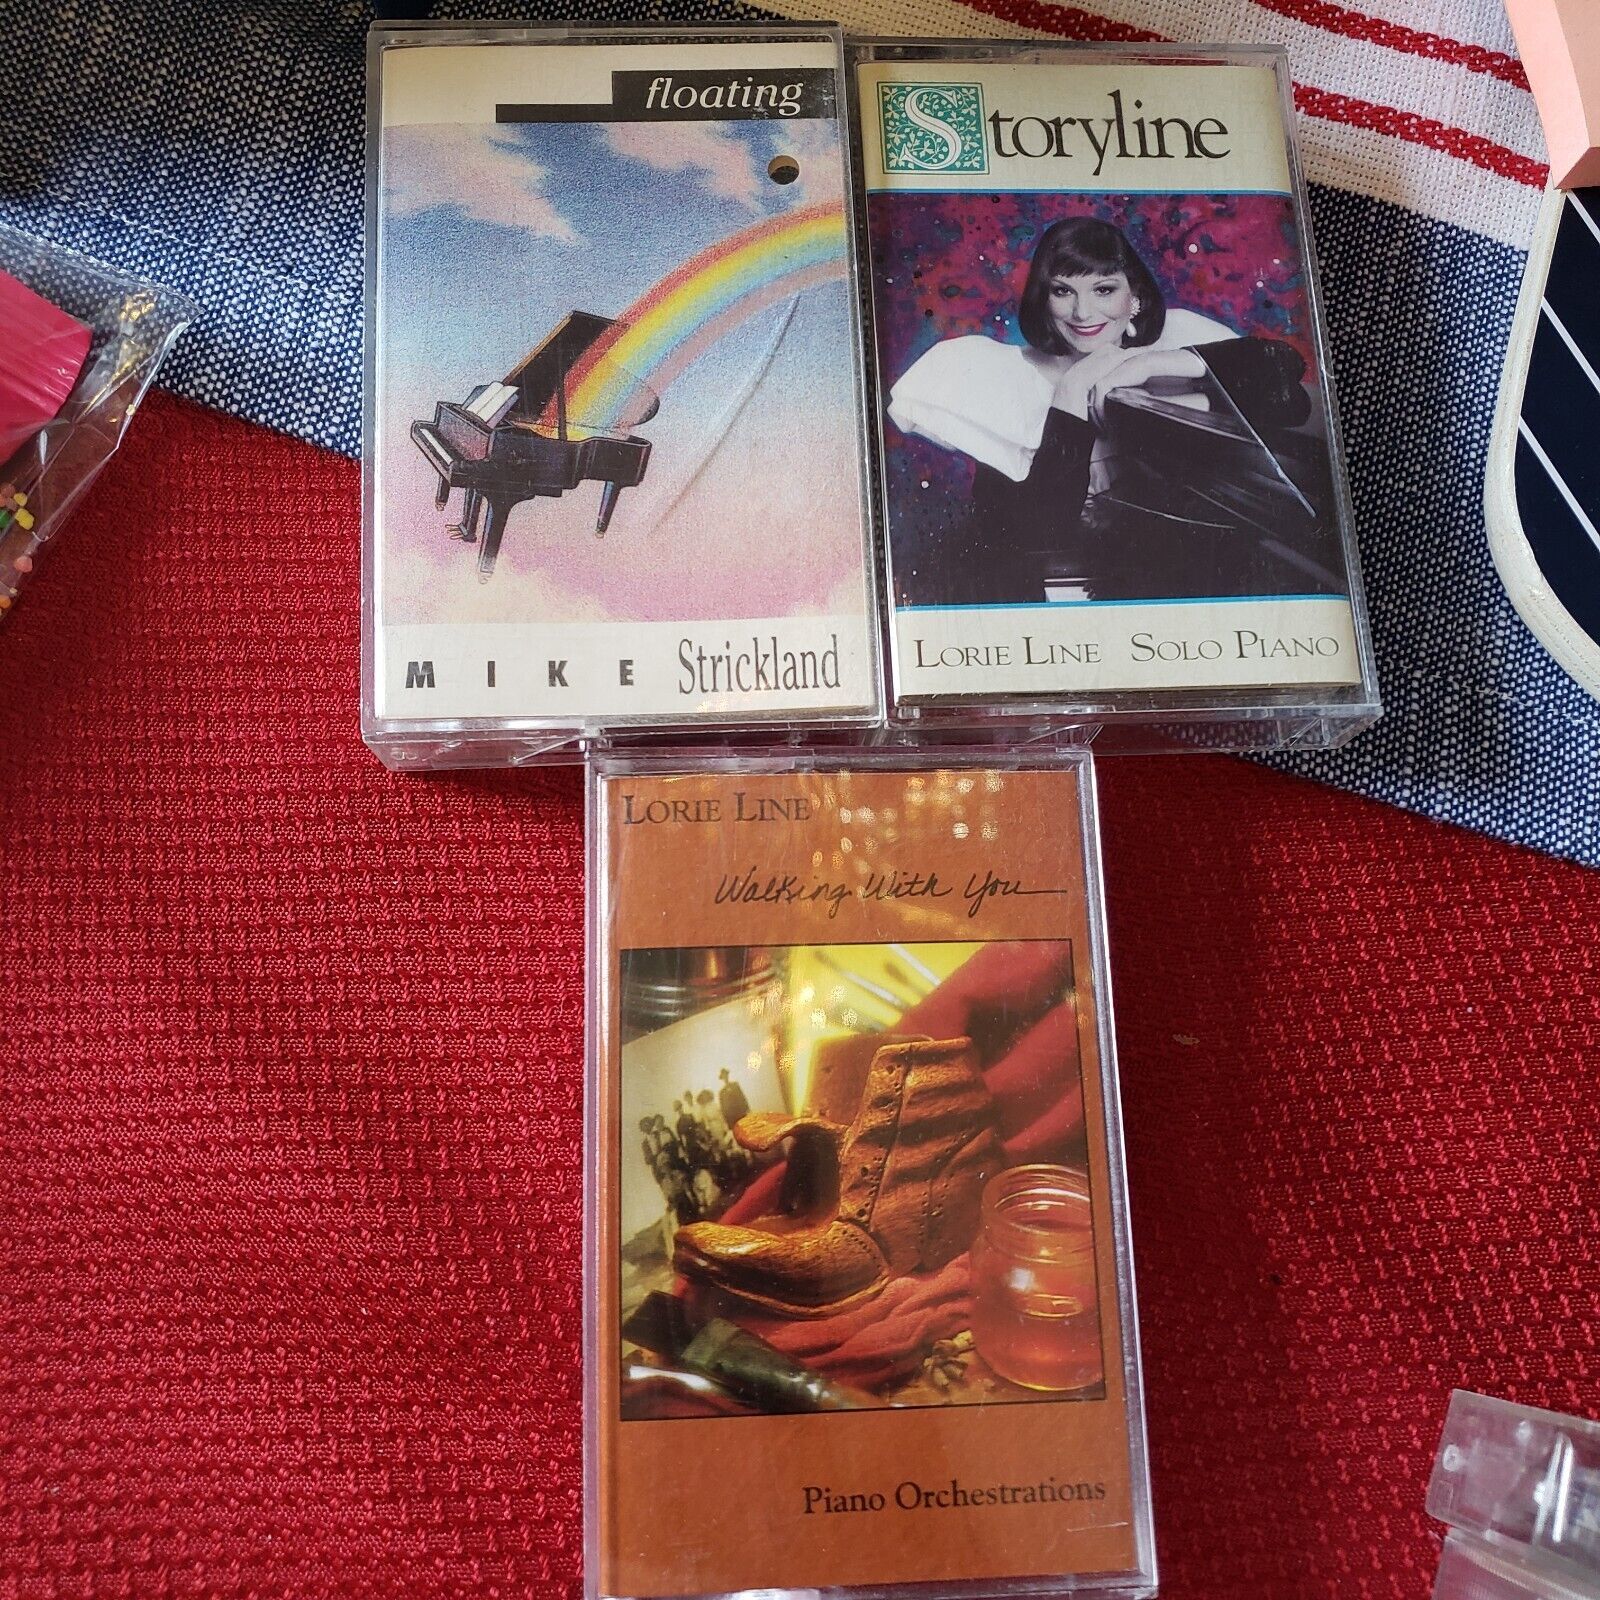 floating
MIKE Strickland
Storyline
LORIE LINE SOLO PIANO
LORIE LINE
Walking With You
Piano Orchestrations